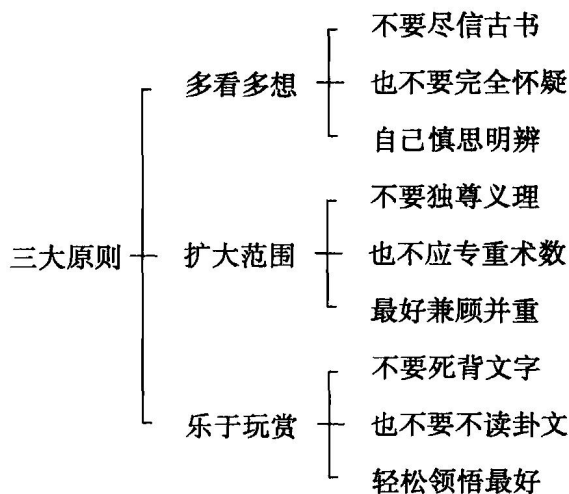 三大原则
多看多想
不要尽信古书
也不要完全怀疑
自己慎思明辨
扩大范围
不要独尊义理
也不应专重术数
最好兼顾并重
乐于玩赏
不要死背文字
也不要不读卦文
轻松领悟最好